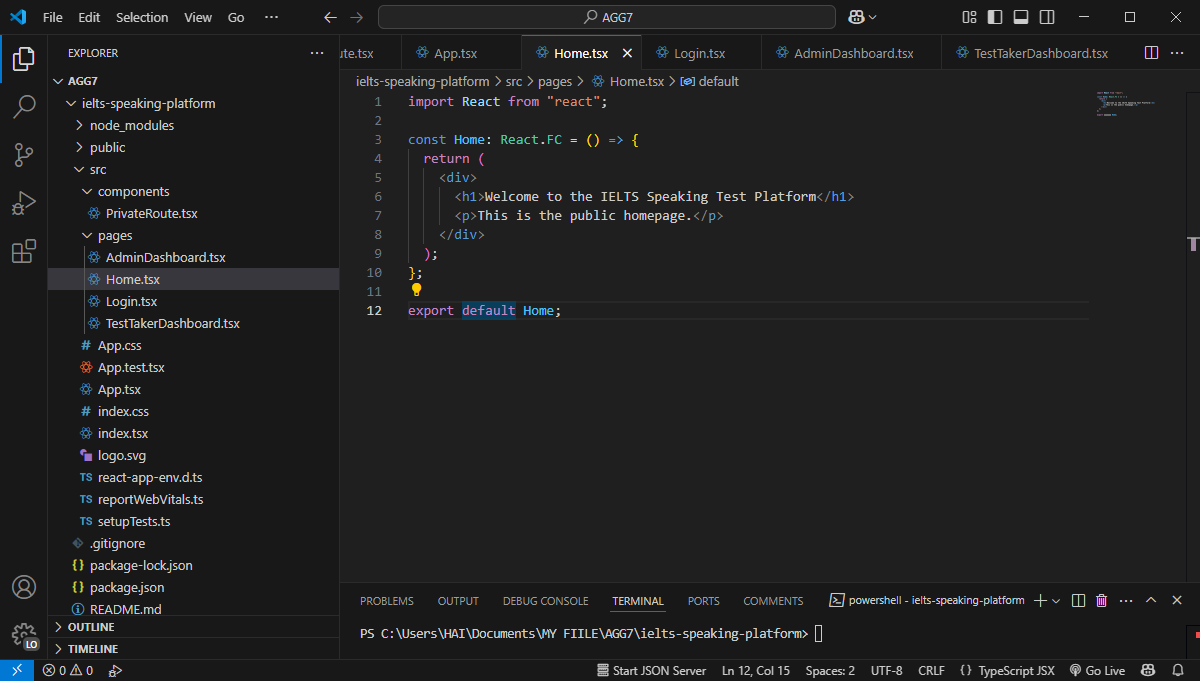 File Edit Selection View Go ··· AGG7
EXPLORER ···
AGG7
ielts-speaking-platform
node_modules
public
src
components
PrivateRoute.tsx
pages
AdminDashboard.tsx
Home.tsx
Login.tsx
TestTakerDashboard.tsx
# App.css
App.test.tsx
App.tsx
# index.css
index.tsx
logo.svg
TS react-app-env.d.ts
TS reportWebVitals.ts
TS setupTests.ts
.gitignore
{} package-lock.json
{} package.json
README.md
OUTLINE
TIMELINE
LO
ute.tsx App.tsx Home.tsx Login.tsx AdminDashboard.tsx TestTakerDashboard.tsx ···
ielts-speaking-platform > src > pages > Home.tsx > default
1 import React from "react";
2
3 const Home: React.FC = () => {
4 return (
5 <div>
6 <h1>Welcome to the IELTS Speaking Test Platform</h1>
7 <p>This is the public homepage.</p>
8 </div>
9 );
10 };
11
12 export default Home;
PROBLEMS OUTPUT DEBUG CONSOLE TERMINAL PORTS COMMENTS powershell - ielts-speaking-platform ···
PS C:\Users\HAI\Documents\MY FIILE\AGG7\ielts-speaking-platform>
0 0 Start JSON Server Ln 12, Col 15 Spaces: 2 UTF-8 CRLF {} TypeScript JSX Go Live